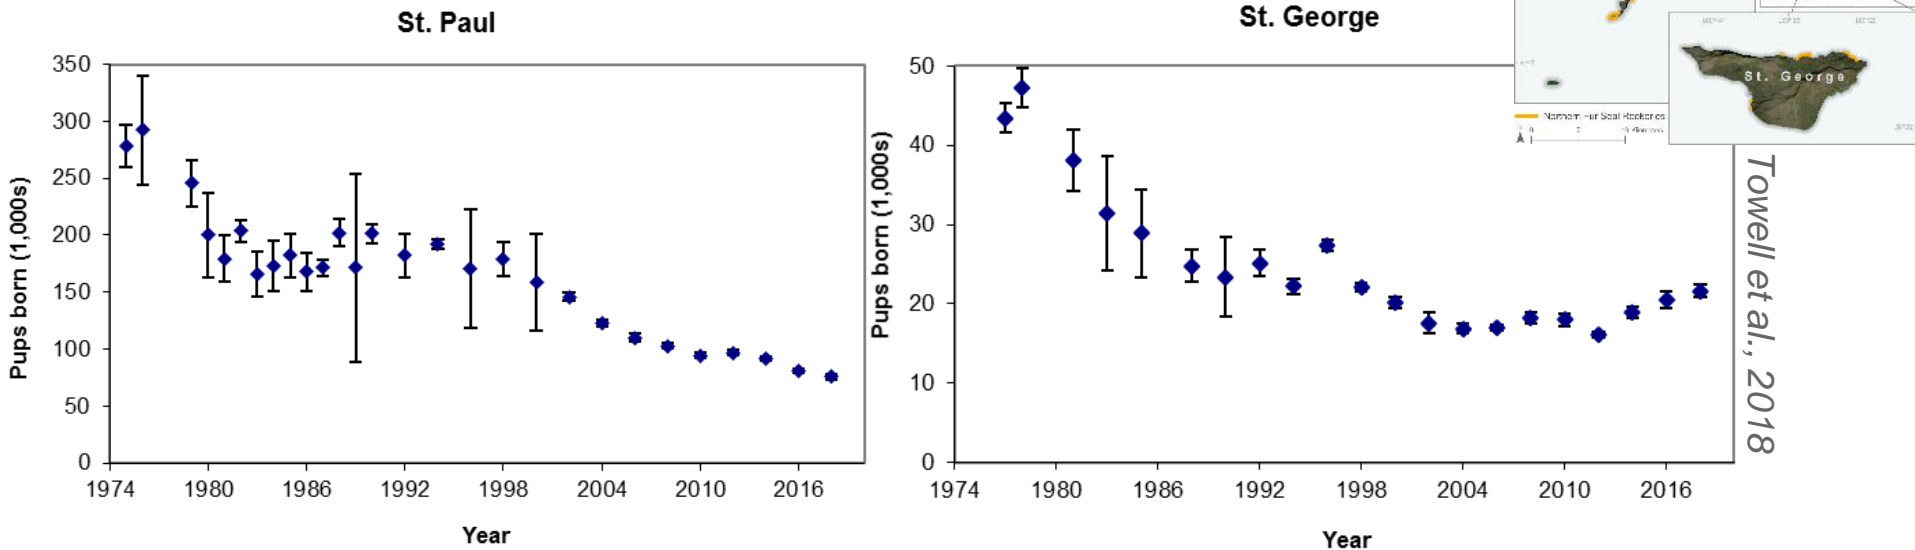 St. Paul
350
300
250
200
150
100
50
0
Pups born (1,000s)
1974 1980 1986 1992 1998 2004 2010 2016
Year
St. George
50
40
30
20
10
0
Pups born (1,000s)
1974 1980 1986 1992 1998 2004 2010 2016
Year
St. George
Northern Fur Seal Rookeries
Towell et al., 2018